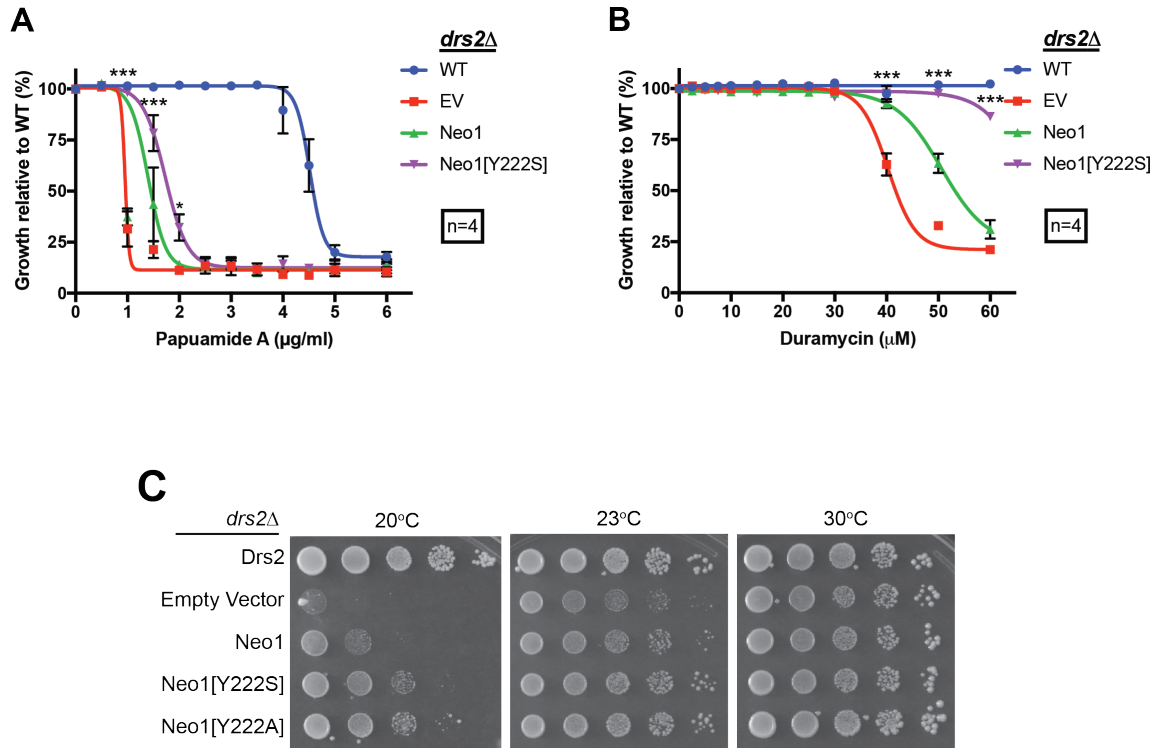 A
drs2Δ
WT
EV
Neo1
Neo1[Y222S]
n=4
Growth relative to WT (%)
100
75
50
25
0
***
***
*
0 1 2 3 4 5 6
Papuamide A (µg/ml)
B
drs2Δ
WT
EV
Neo1
Neo1[Y222S]
n=4
Growth relative to WT (%)
100
75
50
25
0
***
***
***
0 10 20 30 40 50 60
Duramycin (µM)
C
drs2Δ 20°C 23°C 30°C
Drs2
Empty Vector
Neo1
Neo1[Y222S]
Neo1[Y222A]